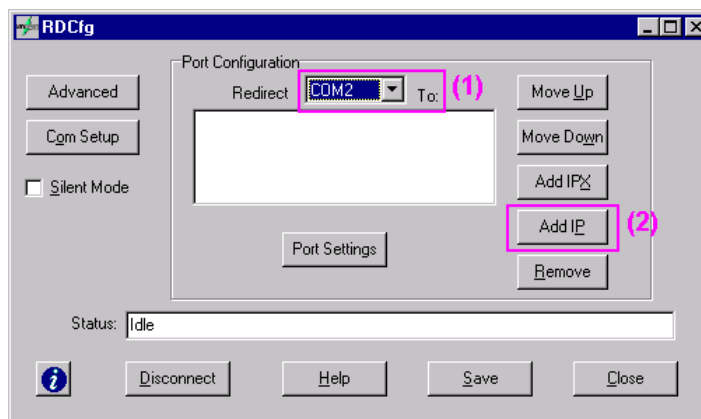 RDCfg
Port Configuration
Advanced
Redirect COM2 To: (1)
Move Up
Com Setup
Move Down
Silent Mode
Add IPX
Add IP (2)
Port Settings
Remove
Status: Idle
Disconnect Help Save Close